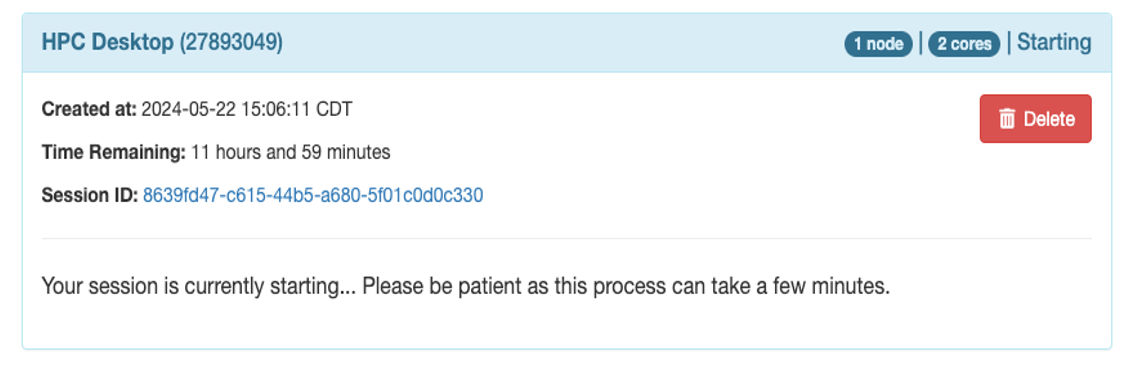 HPC Desktop (27893049) 1 node | 2 cores | Starting
Created at: 2024-05-22 15:06:11 CDT
Delete
Time Remaining: 11 hours and 59 minutes
Session ID: 8639fd47-c615-44b5-a680-5f01c0d0c330
Your session is currently starting... Please be patient as this process can take a few minutes.